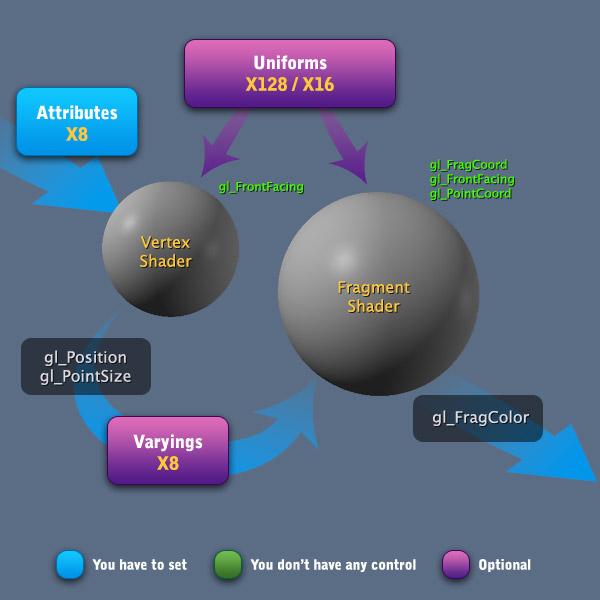 Uniforms
X128 / X16
Attributes
X8
gl_FrontFacing
gl_FragCoord
gl_FrontFacing
gl_PointCoord
Vertex
Shader
Fragment
Shader
gl_Position
gl_PointSize
Varyings
X8
gl_FragColor
You have to set
You don't have any control
Optional